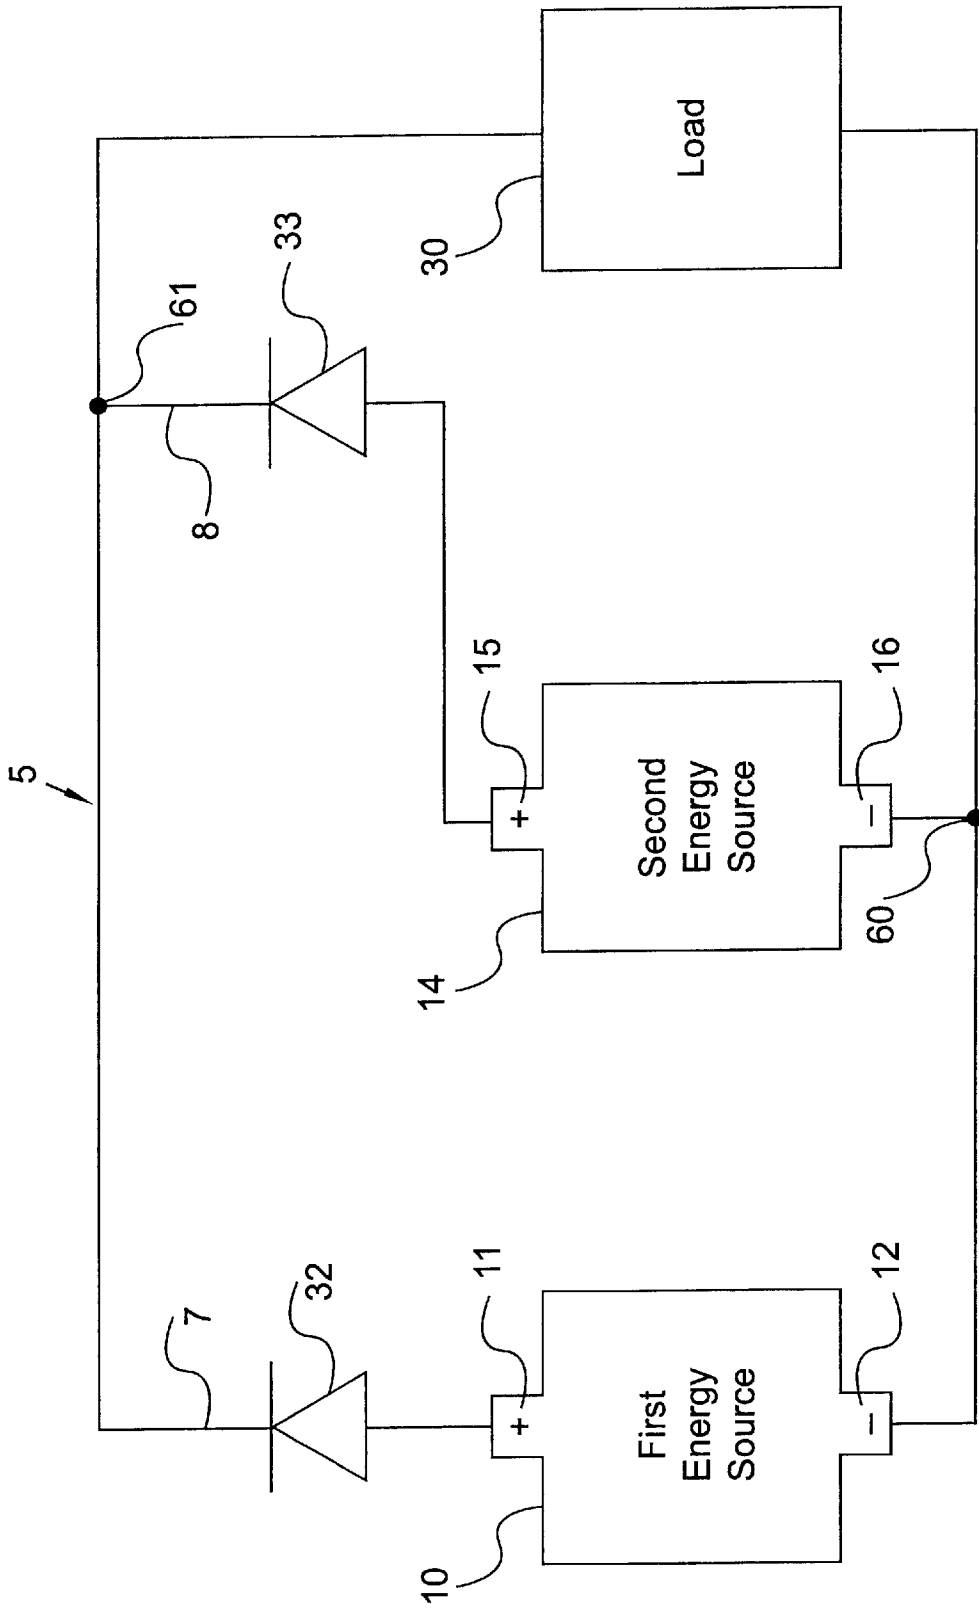 5
61
7
8
33
32
30
Load
11
+
15
+
10
First
Energy
Source
14
Second
Energy
Source
12
−
16
−
60